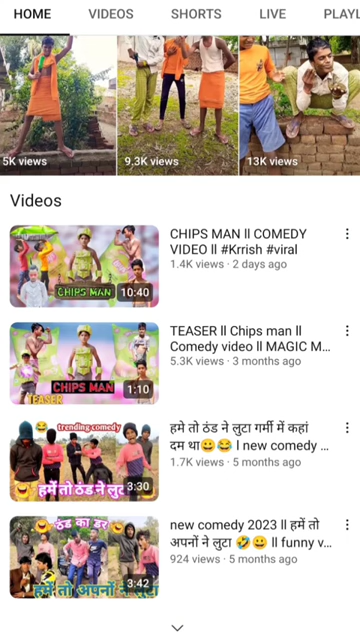 HOME VIDEOS SHORTS LIVE PLAYL
5K views 9,3K views 13K views
Videos
CHIPS MAN ll COMEDY
VIDEO ll #Krrish #viral
1.4K views · 2 days ago
CHIPS MAN 10:40
TEASER ll Chips man ll
Comedy video ll MAGIC M...
5.3K views · 3 months ago
CHIPS MAN 1:10
TEASER
trending comedy
हमे तो ठंड ने लुटा गर्मी में कहां
दम था😀😂 l new comedy ...
1.7K views · 5 months ago
हमें तो ठंड ने लुट 3:30
ठंड का डर
new comedy 2023 ll हमें तो
अपनों ने लुटा 🤣😀 ll funny v...
924 views · 5 months ago
3:42
हमें तो अपनों ने लुटा